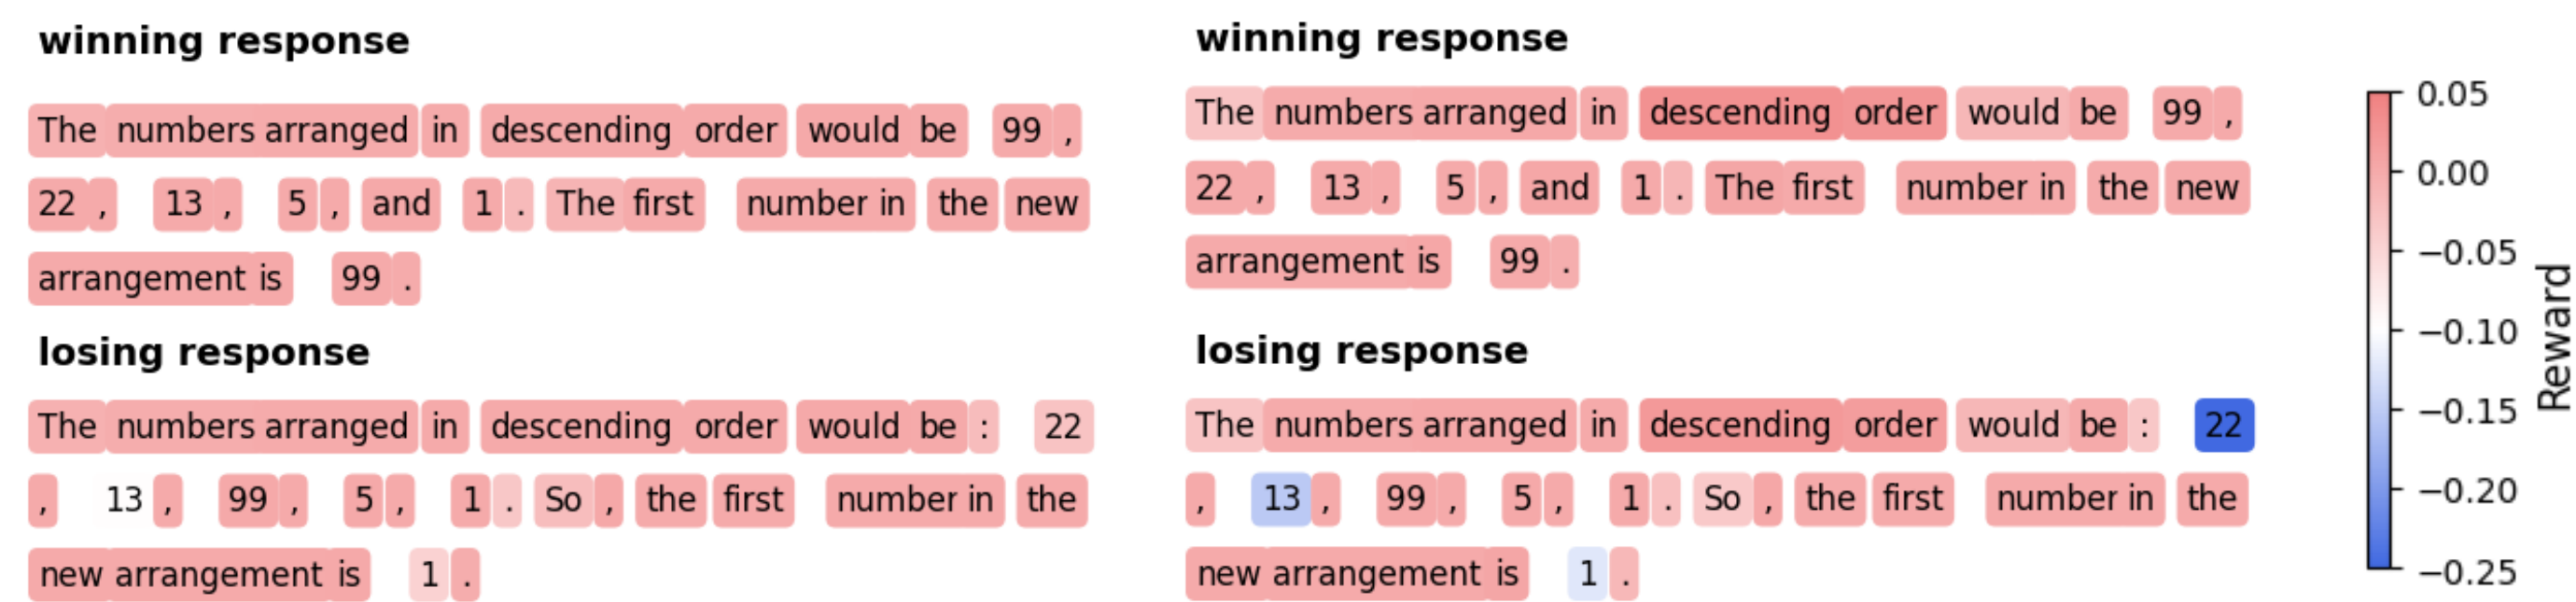 winning response
The numbers arranged in descending order would be 99 ,
22 , 13 , 5 , and 1 . The first number in the new
arrangement is 99 .
losing response
The numbers arranged in descending order would be : 22
, 13 , 99 , 5 , 1 . So , the first number in the
new arrangement is 1 .
winning response
The numbers arranged in descending order would be 99 ,
22 , 13 , 5 , and 1 . The first number in the new
arrangement is 99 .
losing response
The numbers arranged in descending order would be : 22
, 13 , 99 , 5 , 1 . So , the first number in the
new arrangement is 1 .
0.05
0.00
−0.05
−0.10
−0.15
−0.20
−0.25
Reward